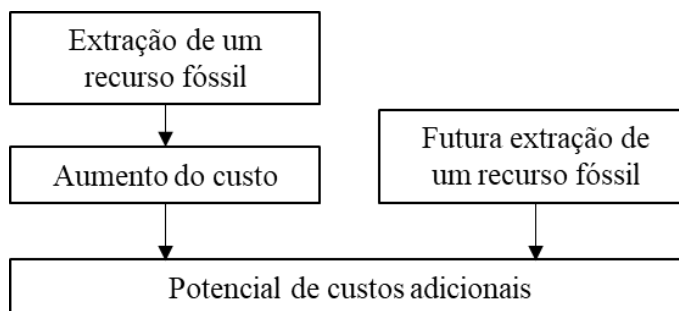 Extração de um
recurso fóssil
Aumento do custo
Futura extração de
um recurso fóssil
Potencial de custos adicionais